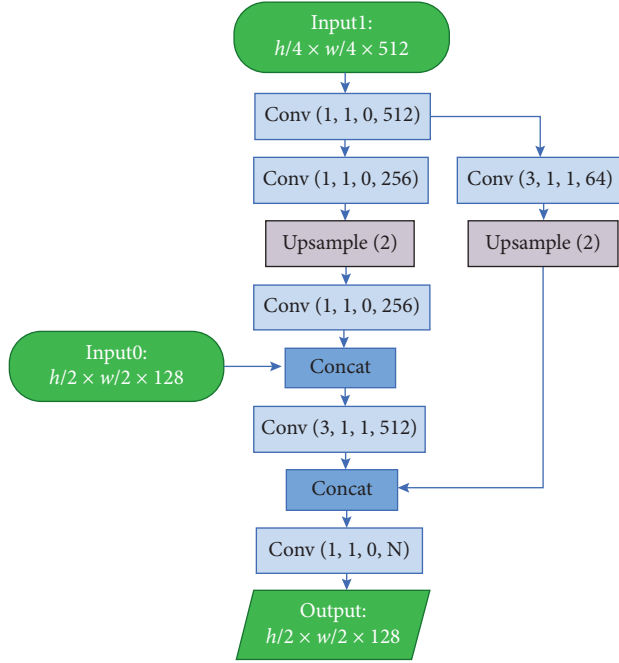 Input1:
h/4 × w/4 × 512
Conv (1, 1, 0, 512)
Conv (1, 1, 0, 256)
Conv (3, 1, 1, 64)
Upsample (2)
Upsample (2)
Conv (1, 1, 0, 256)
Input0:
h/2 × w/2 × 128
Concat
Conv (3, 1, 1, 512)
Concat
Conv (1, 1, 0, N)
Output:
h/2 × w/2 × 128